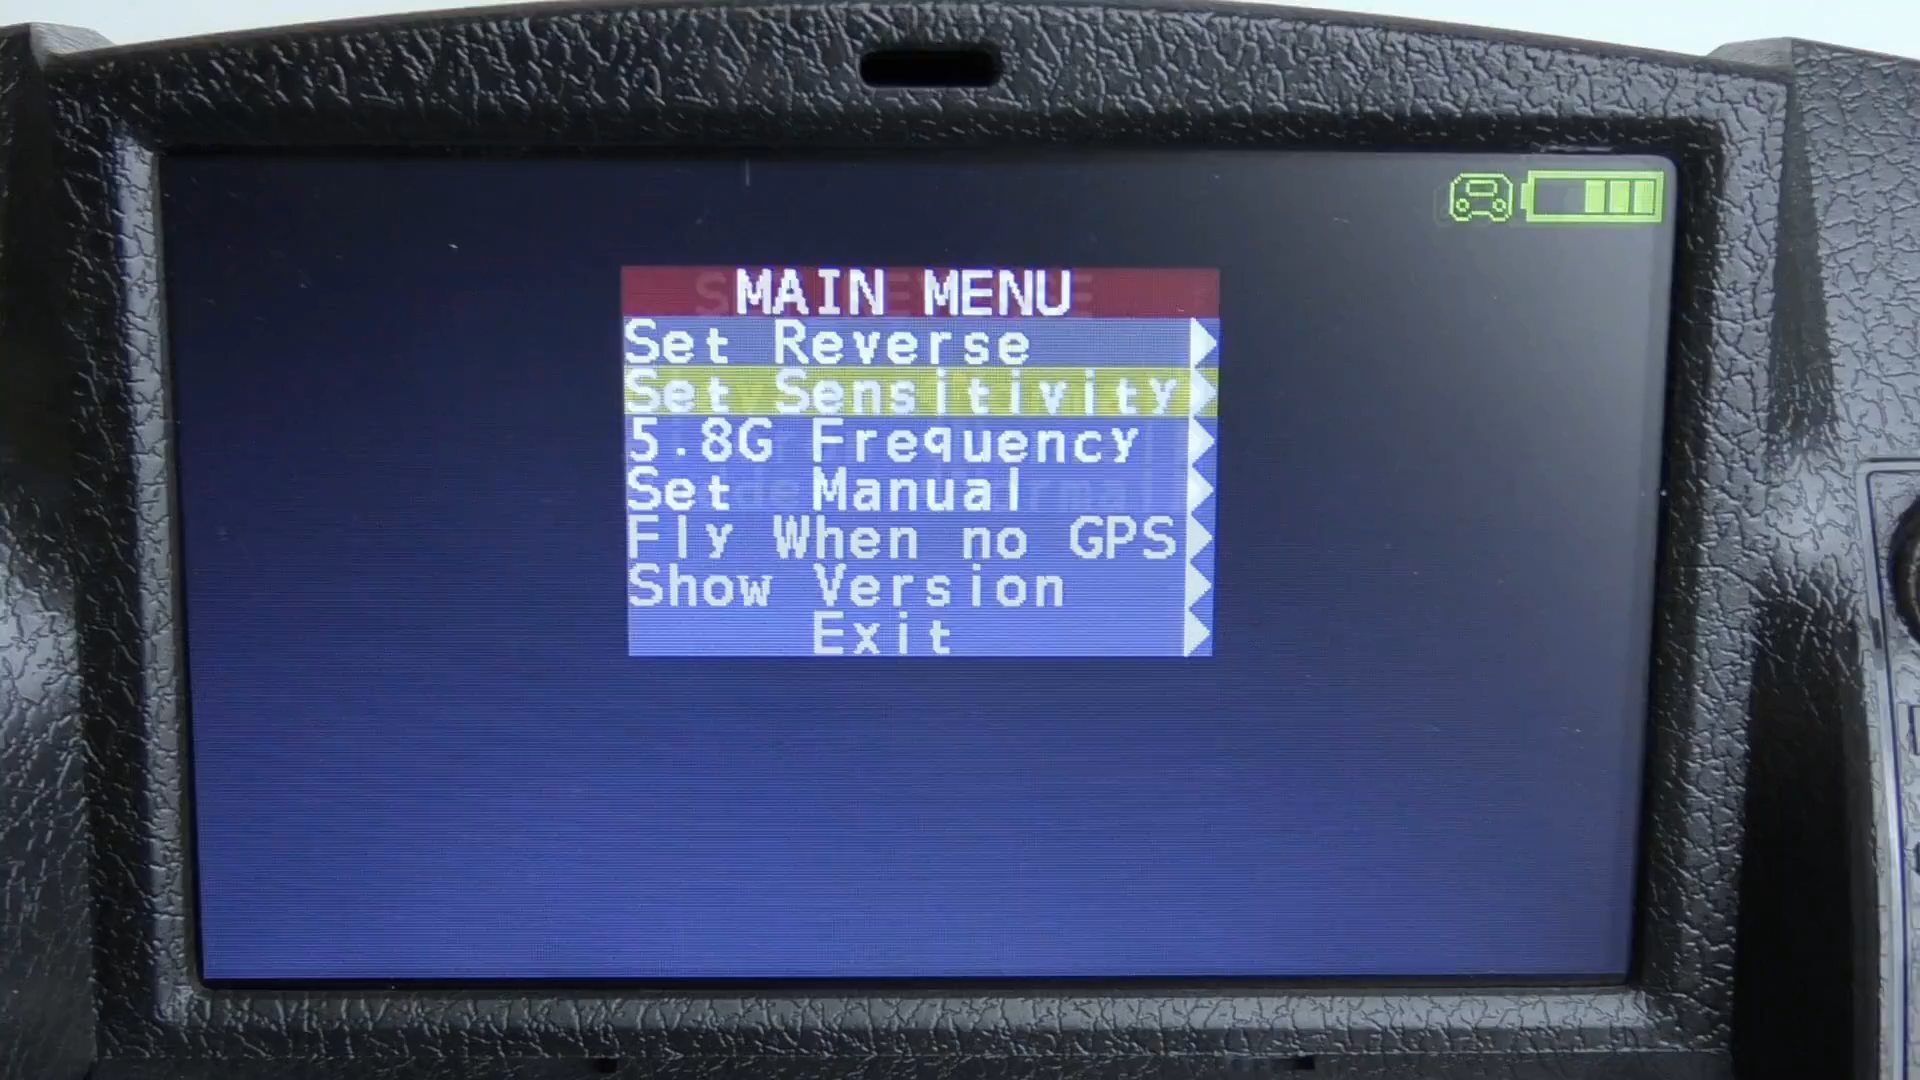 MAIN MENU
Set Reverse
Set Sensitivity
5.8G Frequency
Set Manual
Fly When no GPS
Show Version
Exit